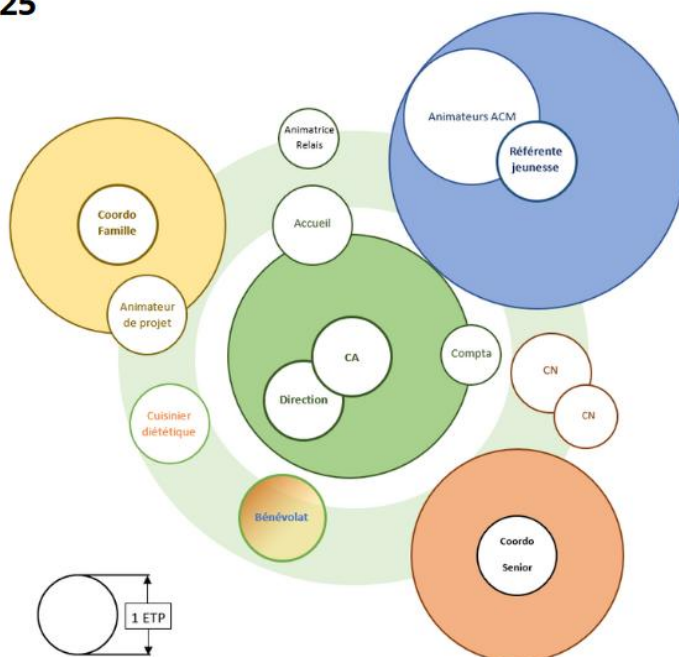 25
Animatrice
Relais
Animateurs ACM
Référente
jeunesse
Coordo
Famille
Accueil
Animateur
de projet
CA
Compta
Direction
CN
CN
Cuisinier
diététique
Bénévolat
Coordo
Senior
1 ETP